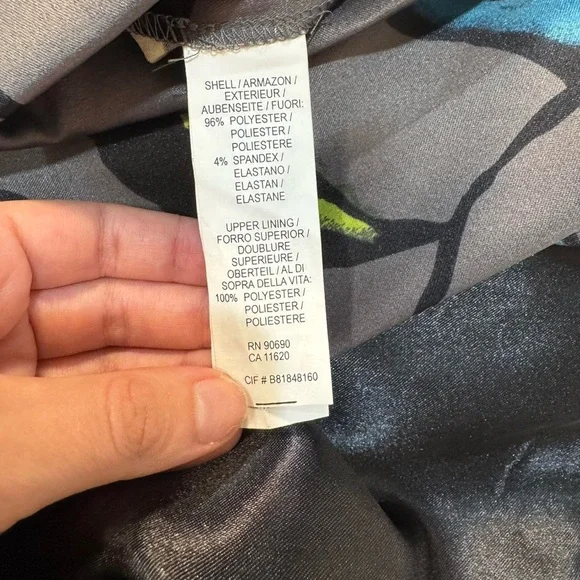 SHELL / ARMAZON /
EXTERIEUR /
AUBENSEITE / FUORI:
96% POLYESTER /
POLIESTER /
POLIESTERE
4% SPANDEX /
ELASTANO /
ELASTAN /
ELASTANE
UPPER LINING /
FORRO SUPERIOR /
DOUBLURE
SUPERIEURE /
OBERTEIL / AL DI
SOPRA DELLA VITA:
100% POLYESTER /
POLIESTER /
POLIESTERE
RN 90690
CA 11620
CIF # B81848160